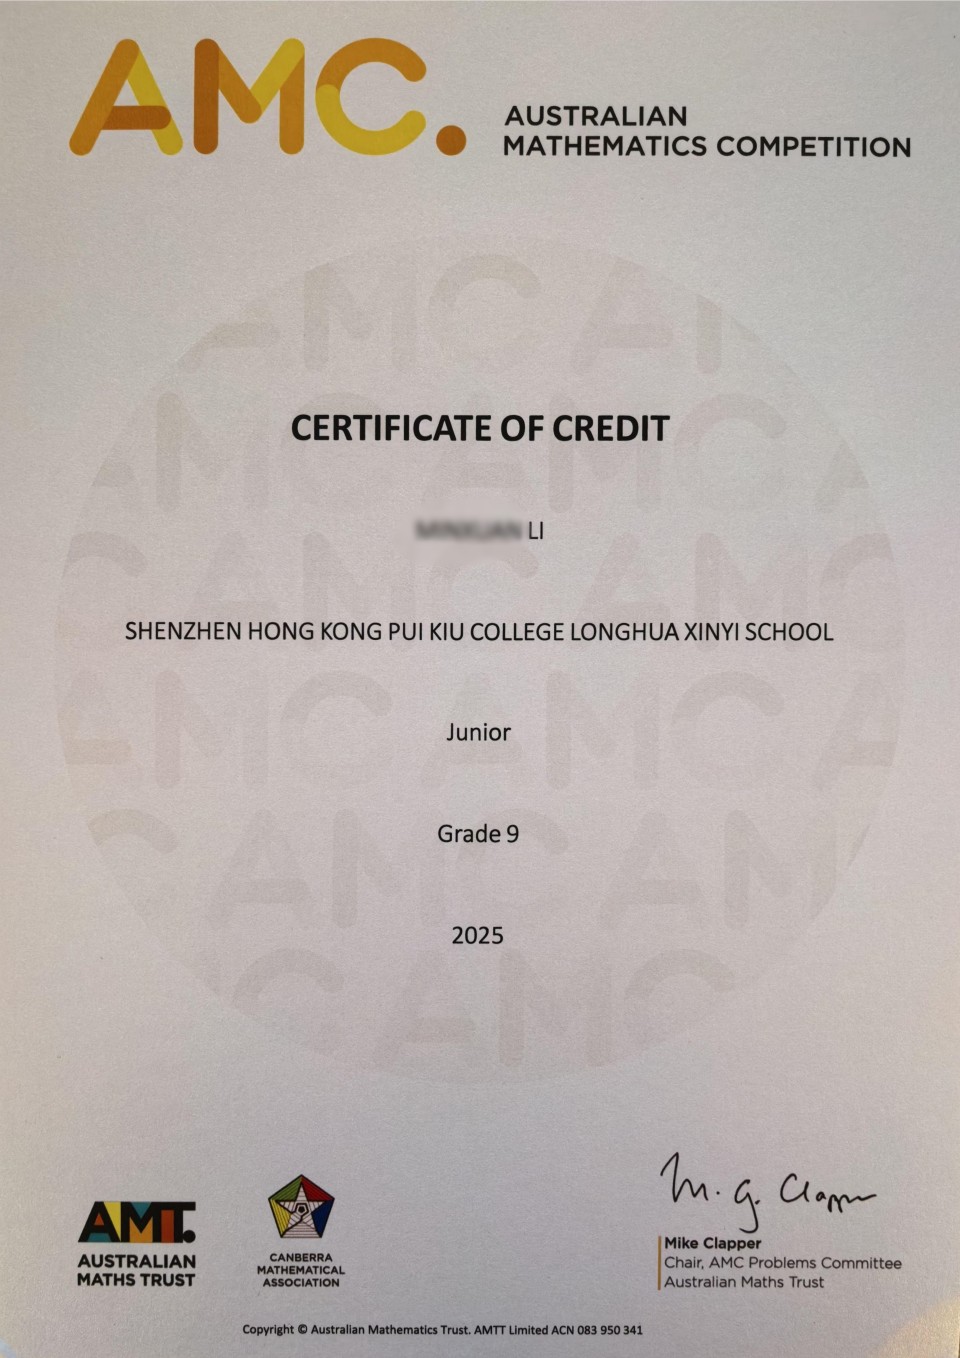 AMC.
AUSTRALIAN
MATHEMATICS COMPETITION
CERTIFICATE OF CREDIT
LI
SHENZHEN HONG KONG PUI KIU COLLEGE LONGHUA XINYI SCHOOL
Junior
Grade 9
2025
M. G. Clapper
Mike Clapper
Chair, AMC Problems Committee
Australian Maths Trust
AMT.
AUSTRALIAN
MATHS TRUST
CANBERRA
MATHEMATICAL
ASSOCIATION
Copyright © Australian Mathematics Trust. AMTT Limited ACN 083 950 341